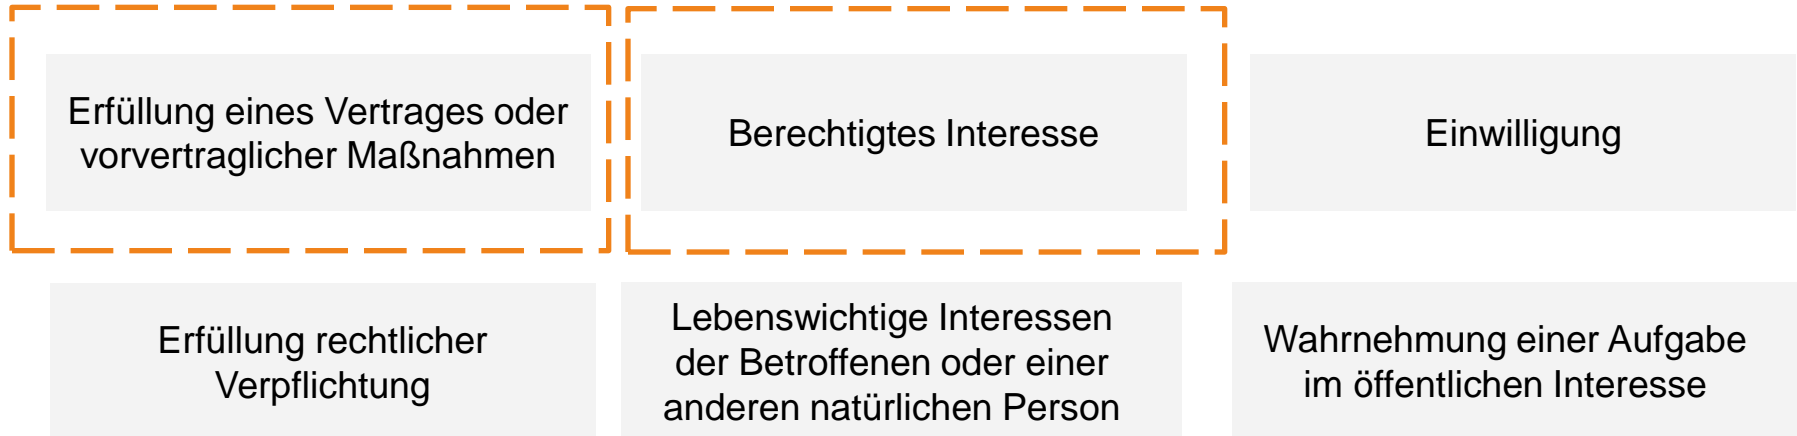 Erfüllung eines Vertrages oder
vorvertraglicher Maßnahmen
Berechtigtes Interesse
Einwilligung
Erfüllung rechtlicher
Verpflichtung
Lebenswichtige Interessen
der Betroffenen oder einer
anderen natürlichen Person
Wahrnehmung einer Aufgabe
im öffentlichen Interesse